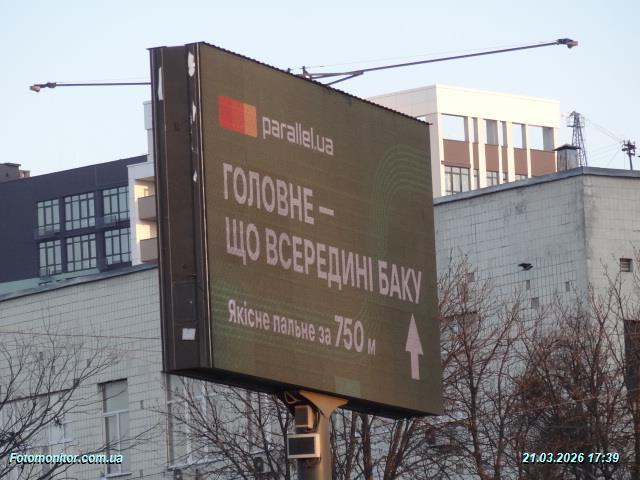 parallel.ua
ГОЛОВНЕ –
ЩО ВСЕРЕДИНІ БАКУ
Якісне пальне за 750 м
Fotomonitor.com.ua
21.03.2026 17:39